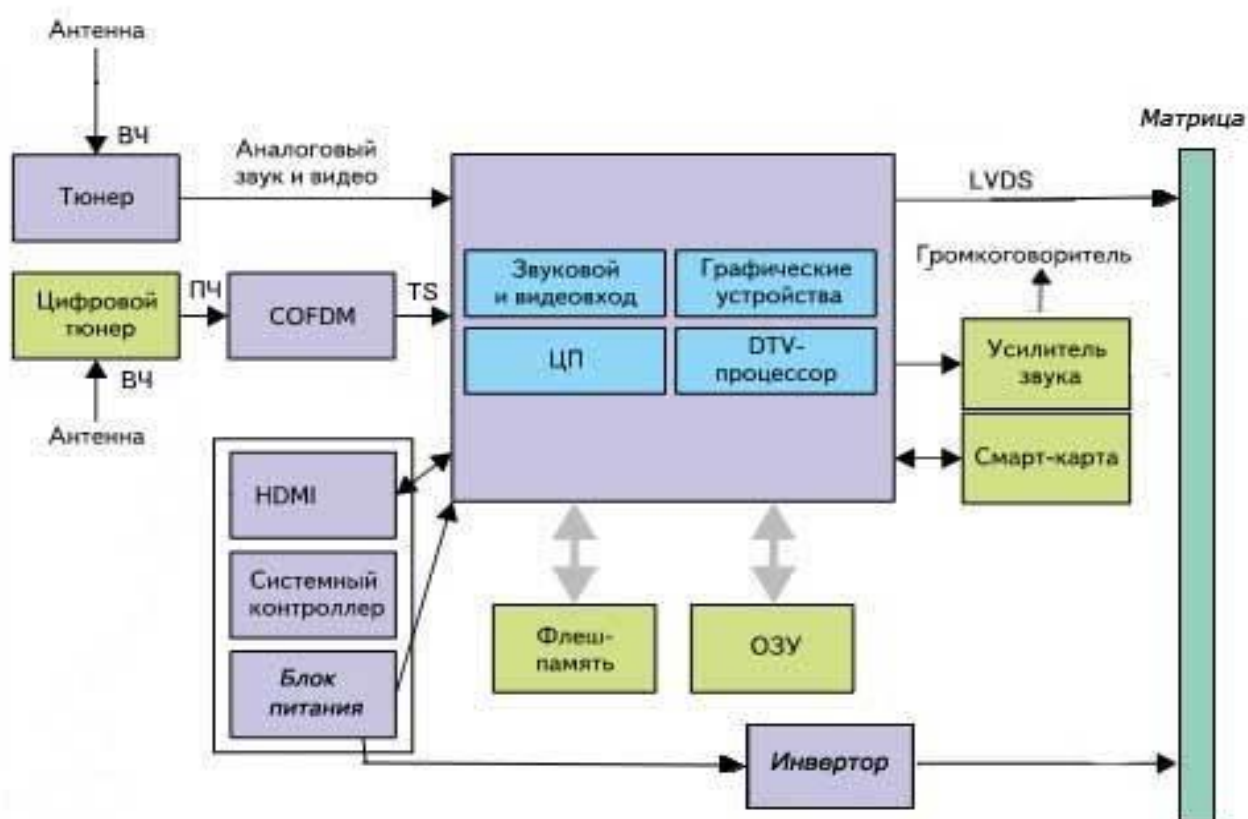 Антенна
ВЧ
Тюнер
Аналоговый
звук и видео
Матрица
LVDS
Звуковой
и видеовход
Графические
устройства
ЦП
DTV-
процессор
Громкоговоритель
Цифровой
тюнер
ПЧ
COFDM
TS
ВЧ
Антенна
Усилитель
звука
Смарт-карта
HDMI
Системный
контроллер
Блок
питания
Флеш-
память
ОЗУ
Инвертор